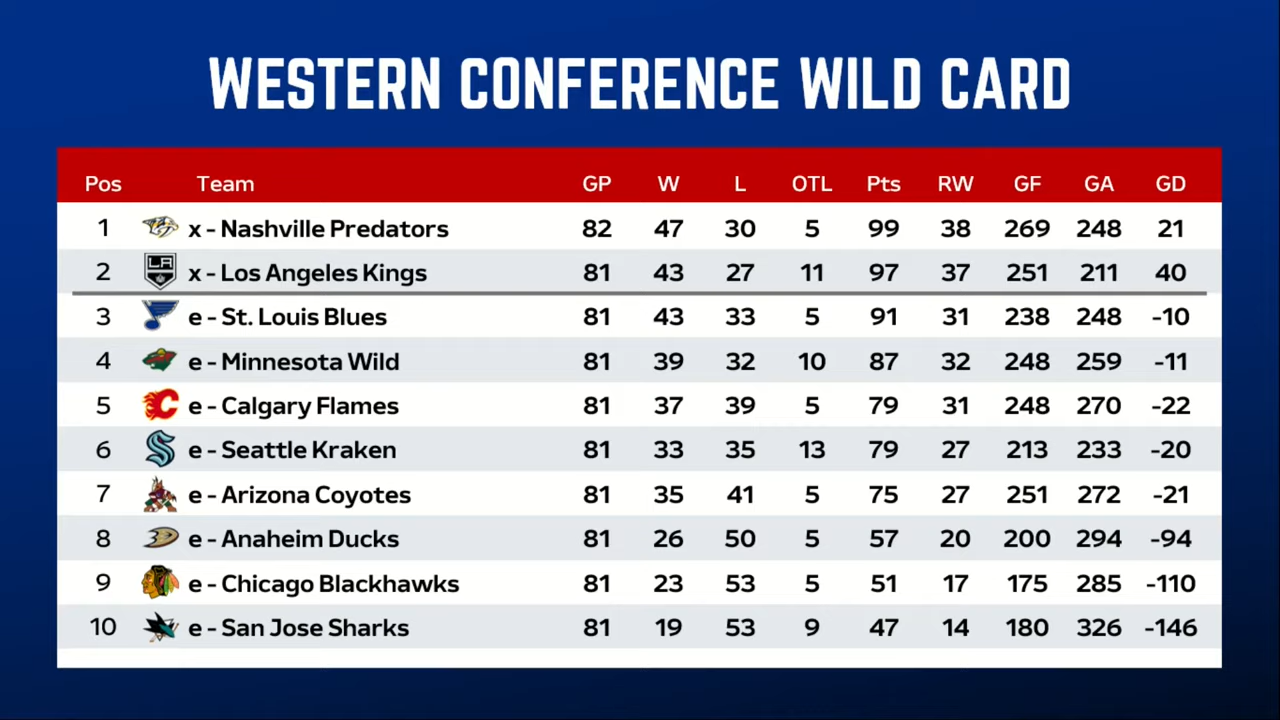 WESTERN CONFERENCE WILD CARD
Pos Team GP W L OTL Pts RW GF GA GD
1 x - Nashville Predators 82 47 30 5 99 38 269 248 21
2 LA x - Los Angeles Kings 81 43 27 11 97 37 251 211 40
3 e - St. Louis Blues 81 43 33 5 91 31 238 248 -10
4 e - Minnesota Wild 81 39 32 10 87 32 248 259 -11
5 e - Calgary Flames 81 37 39 5 79 31 248 270 -22
6 e - Seattle Kraken 81 33 35 13 79 27 213 233 -20
7 e - Arizona Coyotes 81 35 41 5 75 27 251 272 -21
8 e - Anaheim Ducks 81 26 50 5 57 20 200 294 -94
9 e - Chicago Blackhawks 81 23 53 5 51 17 175 285 -110
10 e - San Jose Sharks 81 19 53 9 47 14 180 326 -146